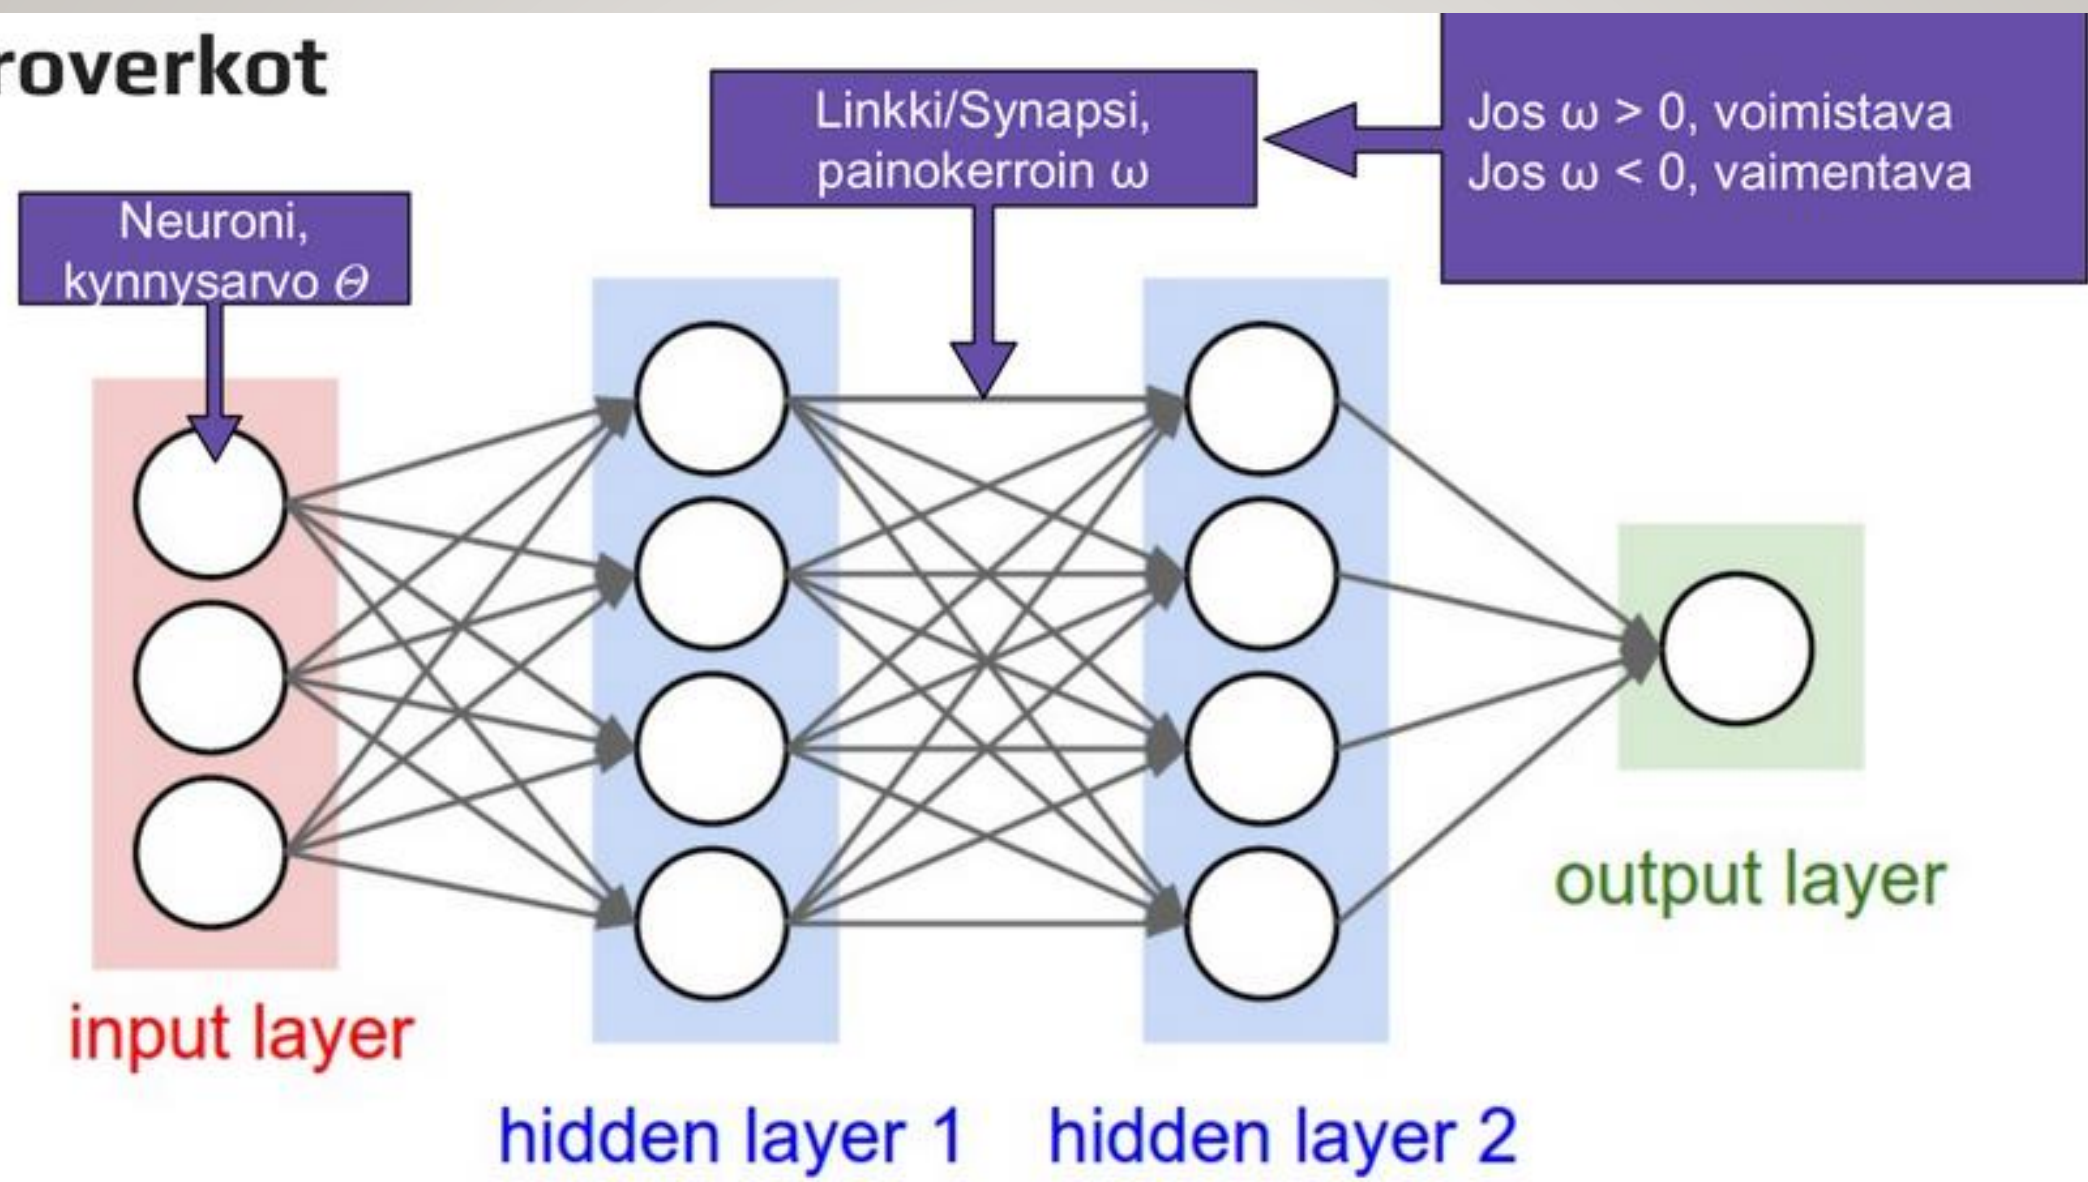 roverkot
Linkki/Synapsi,
painokerroin ω
Jos ω > 0, voimistava
Jos ω < 0, vaimentava
Neuroni,
kynnysarvo Θ
input layer
hidden layer 1
hidden layer 2
output layer